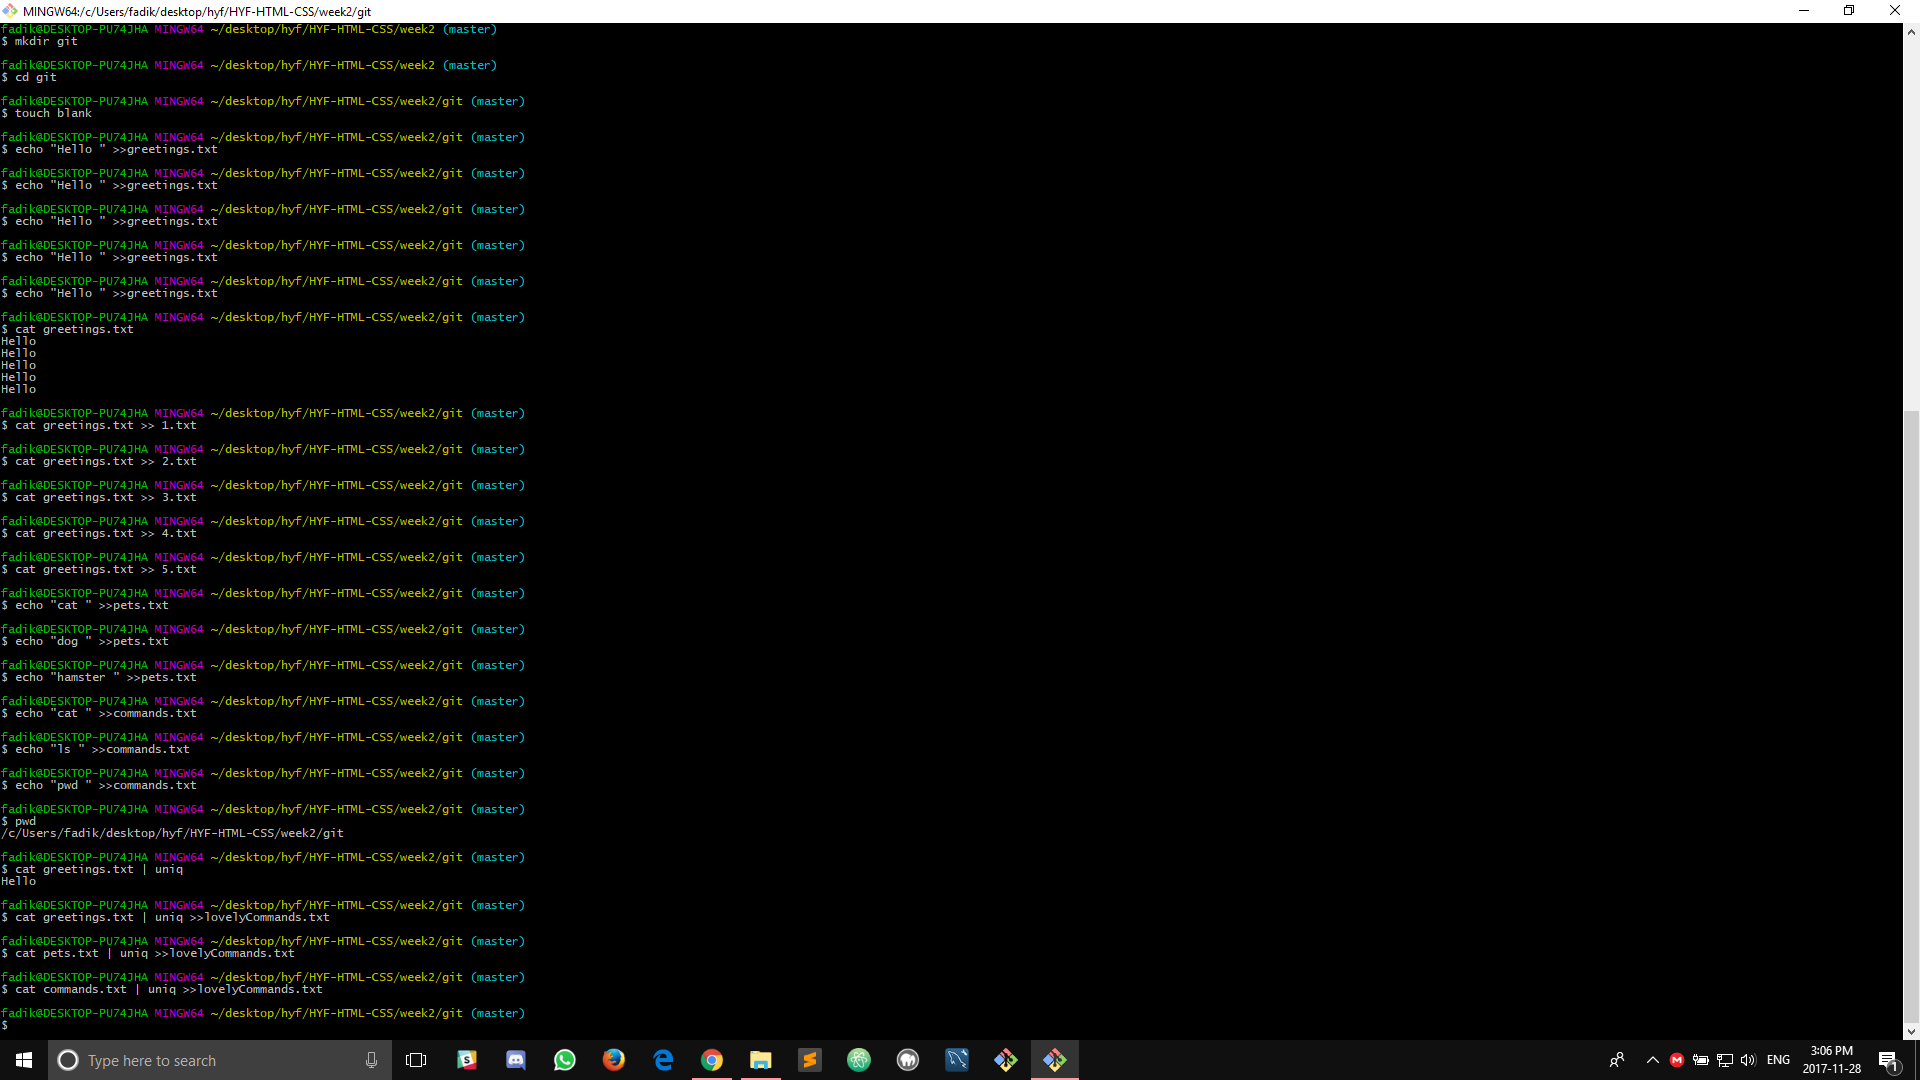 MINGW64:/c/Users/fadik/desktop/hyf/HYF-HTML-CSS/week2/git
fadik@DESKTOP-PU74JHA MINGW64 ~/desktop/hyf/HYF-HTML-CSS/week2 (master)
$ mkdir git
fadik@DESKTOP-PU74JHA MINGW64 ~/desktop/hyf/HYF-HTML-CSS/week2 (master)
$ cd git
fadik@DESKTOP-PU74JHA MINGW64 ~/desktop/hyf/HYF-HTML-CSS/week2/git (master)
$ touch blank
fadik@DESKTOP-PU74JHA MINGW64 ~/desktop/hyf/HYF-HTML-CSS/week2/git (master)
$ echo "Hello " >>greetings.txt
fadik@DESKTOP-PU74JHA MINGW64 ~/desktop/hyf/HYF-HTML-CSS/week2/git (master)
$ echo "Hello " >>greetings.txt
fadik@DESKTOP-PU74JHA MINGW64 ~/desktop/hyf/HYF-HTML-CSS/week2/git (master)
$ echo "Hello " >>greetings.txt
fadik@DESKTOP-PU74JHA MINGW64 ~/desktop/hyf/HYF-HTML-CSS/week2/git (master)
$ echo "Hello " >>greetings.txt
fadik@DESKTOP-PU74JHA MINGW64 ~/desktop/hyf/HYF-HTML-CSS/week2/git (master)
$ echo "Hello " >>greetings.txt
fadik@DESKTOP-PU74JHA MINGW64 ~/desktop/hyf/HYF-HTML-CSS/week2/git (master)
$ cat greetings.txt
Hello
Hello
Hello
Hello
Hello
fadik@DESKTOP-PU74JHA MINGW64 ~/desktop/hyf/HYF-HTML-CSS/week2/git (master)
$ cat greetings.txt >> 1.txt
fadik@DESKTOP-PU74JHA MINGW64 ~/desktop/hyf/HYF-HTML-CSS/week2/git (master)
$ cat greetings.txt >> 2.txt
fadik@DESKTOP-PU74JHA MINGW64 ~/desktop/hyf/HYF-HTML-CSS/week2/git (master)
$ cat greetings.txt >> 3.txt
fadik@DESKTOP-PU74JHA MINGW64 ~/desktop/hyf/HYF-HTML-CSS/week2/git (master)
$ cat greetings.txt >> 4.txt
fadik@DESKTOP-PU74JHA MINGW64 ~/desktop/hyf/HYF-HTML-CSS/week2/git (master)
$ cat greetings.txt >> 5.txt
fadik@DESKTOP-PU74JHA MINGW64 ~/desktop/hyf/HYF-HTML-CSS/week2/git (master)
$ echo "cat " >>pets.txt
fadik@DESKTOP-PU74JHA MINGW64 ~/desktop/hyf/HYF-HTML-CSS/week2/git (master)
$ echo "dog " >>pets.txt
fadik@DESKTOP-PU74JHA MINGW64 ~/desktop/hyf/HYF-HTML-CSS/week2/git (master)
$ echo "hamster " >>pets.txt
fadik@DESKTOP-PU74JHA MINGW64 ~/desktop/hyf/HYF-HTML-CSS/week2/git (master)
$ echo "cat " >>commands.txt
fadik@DESKTOP-PU74JHA MINGW64 ~/desktop/hyf/HYF-HTML-CSS/week2/git (master)
$ echo "ls " >>commands.txt
fadik@DESKTOP-PU74JHA MINGW64 ~/desktop/hyf/HYF-HTML-CSS/week2/git (master)
$ echo "pwd " >>commands.txt
fadik@DESKTOP-PU74JHA MINGW64 ~/desktop/hyf/HYF-HTML-CSS/week2/git (master)
$ pwd
/c/Users/fadik/desktop/hyf/HYF-HTML-CSS/week2/git
fadik@DESKTOP-PU74JHA MINGW64 ~/desktop/hyf/HYF-HTML-CSS/week2/git (master)
$ cat greetings.txt | uniq
Hello
fadik@DESKTOP-PU74JHA MINGW64 ~/desktop/hyf/HYF-HTML-CSS/week2/git (master)
$ cat greetings.txt | uniq >>lovelyCommands.txt
fadik@DESKTOP-PU74JHA MINGW64 ~/desktop/hyf/HYF-HTML-CSS/week2/git (master)
$ cat pets.txt | uniq >>lovelyCommands.txt
fadik@DESKTOP-PU74JHA MINGW64 ~/desktop/hyf/HYF-HTML-CSS/week2/git (master)
$ cat commands.txt | uniq >>lovelyCommands.txt
fadik@DESKTOP-PU74JHA MINGW64 ~/desktop/hyf/HYF-HTML-CSS/week2/git (master)
$
Type here to search
ENG
3:06 PM
2017-11-28
1